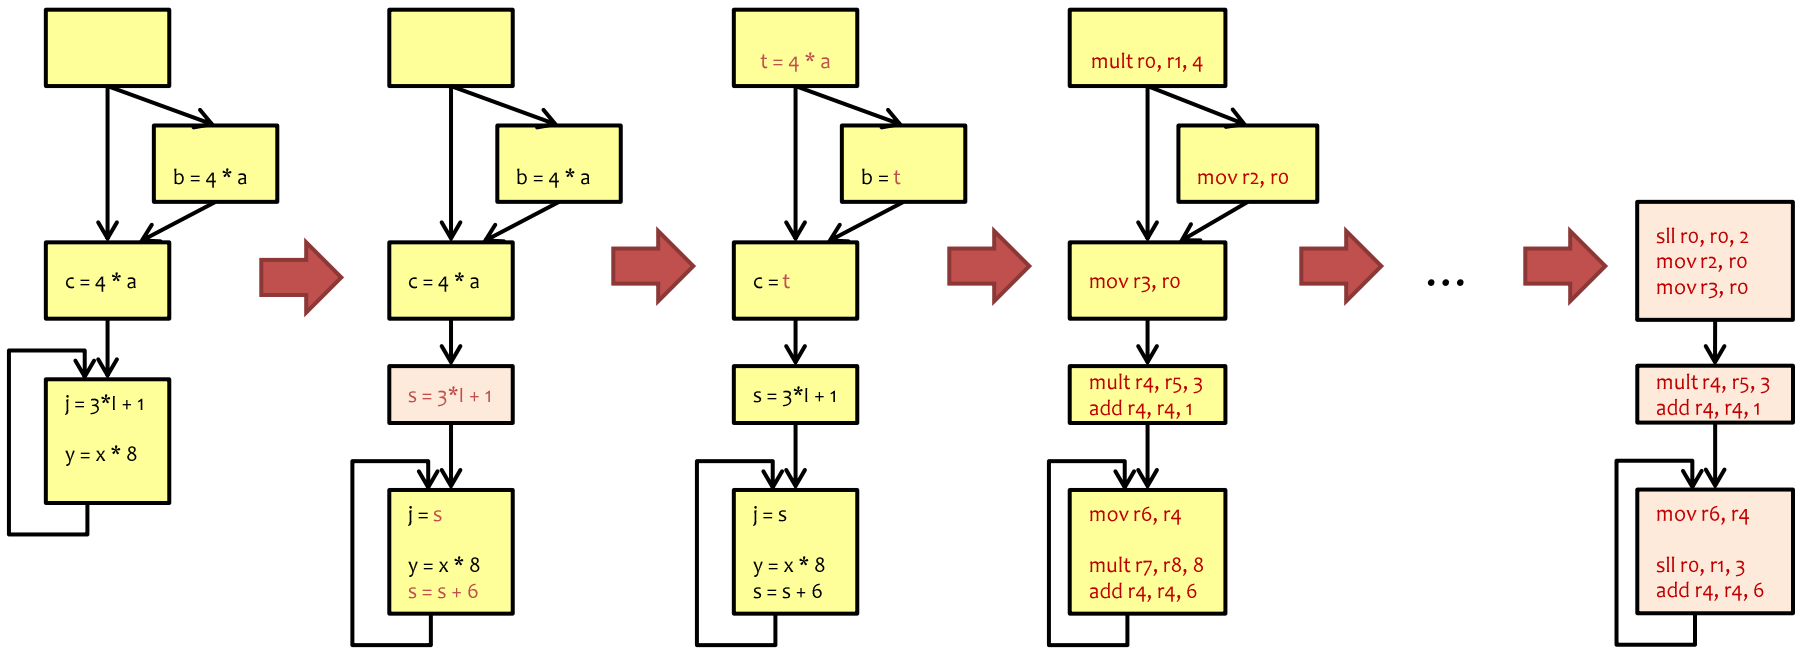 b = 4 * a
c = 4 * a
j = 3*l + 1
y = x * 8
b = 4 * a
c = 4 * a
s = 3*l + 1
j = s
y = x * 8
s = s + 6
t = 4 * a
b = t
c = t
s = 3*l + 1
j = s
y = x * 8
s = s + 6
mult r0, r1, 4
mov r2, r0
mov r3, r0
mult r4, r5, 3
add r4, r4, 1
mov r6, r4
mult r7, r8, 8
add r4, r4, 6
...
sll r0, r0, 2
mov r2, r0
mov r3, r0
mult r4, r5, 3
add r4, r4, 1
mov r6, r4
sll r0, r1, 3
add r4, r4, 6